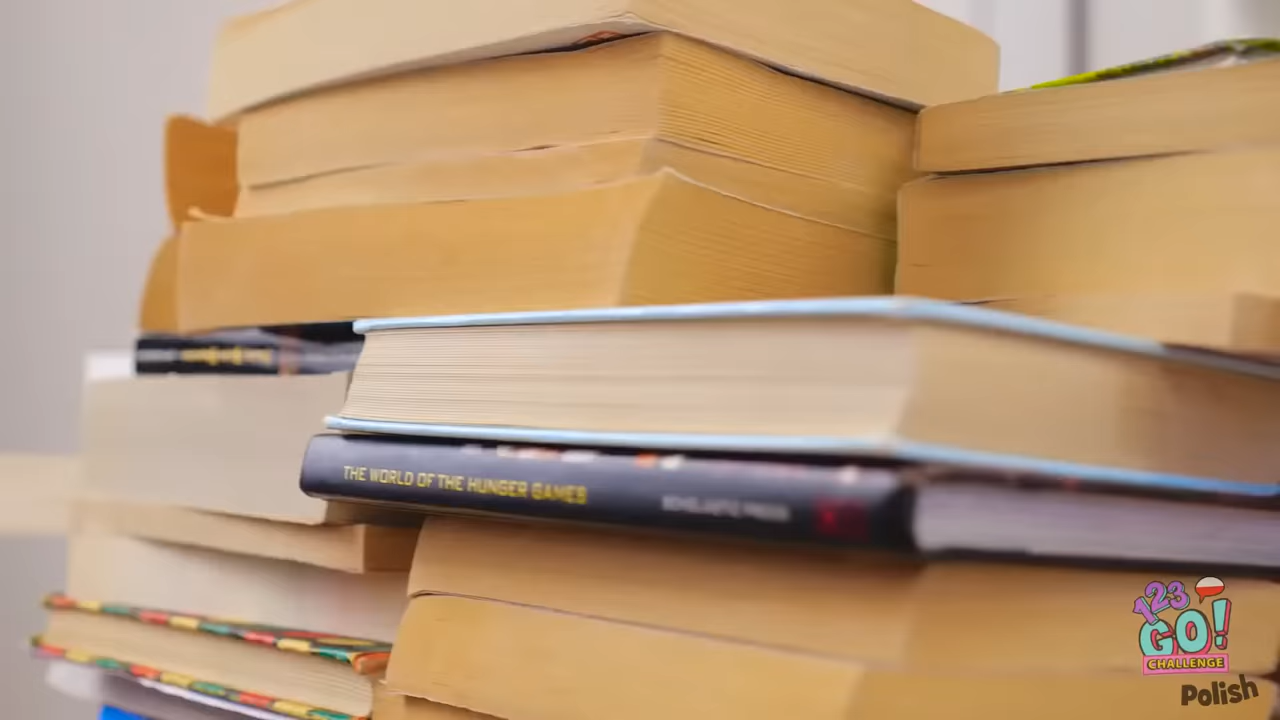 THE WORLD OF THE HUNGER GAMES
SCHOLASTIC PRESS
123
GO!
CHALLENGE
Polish